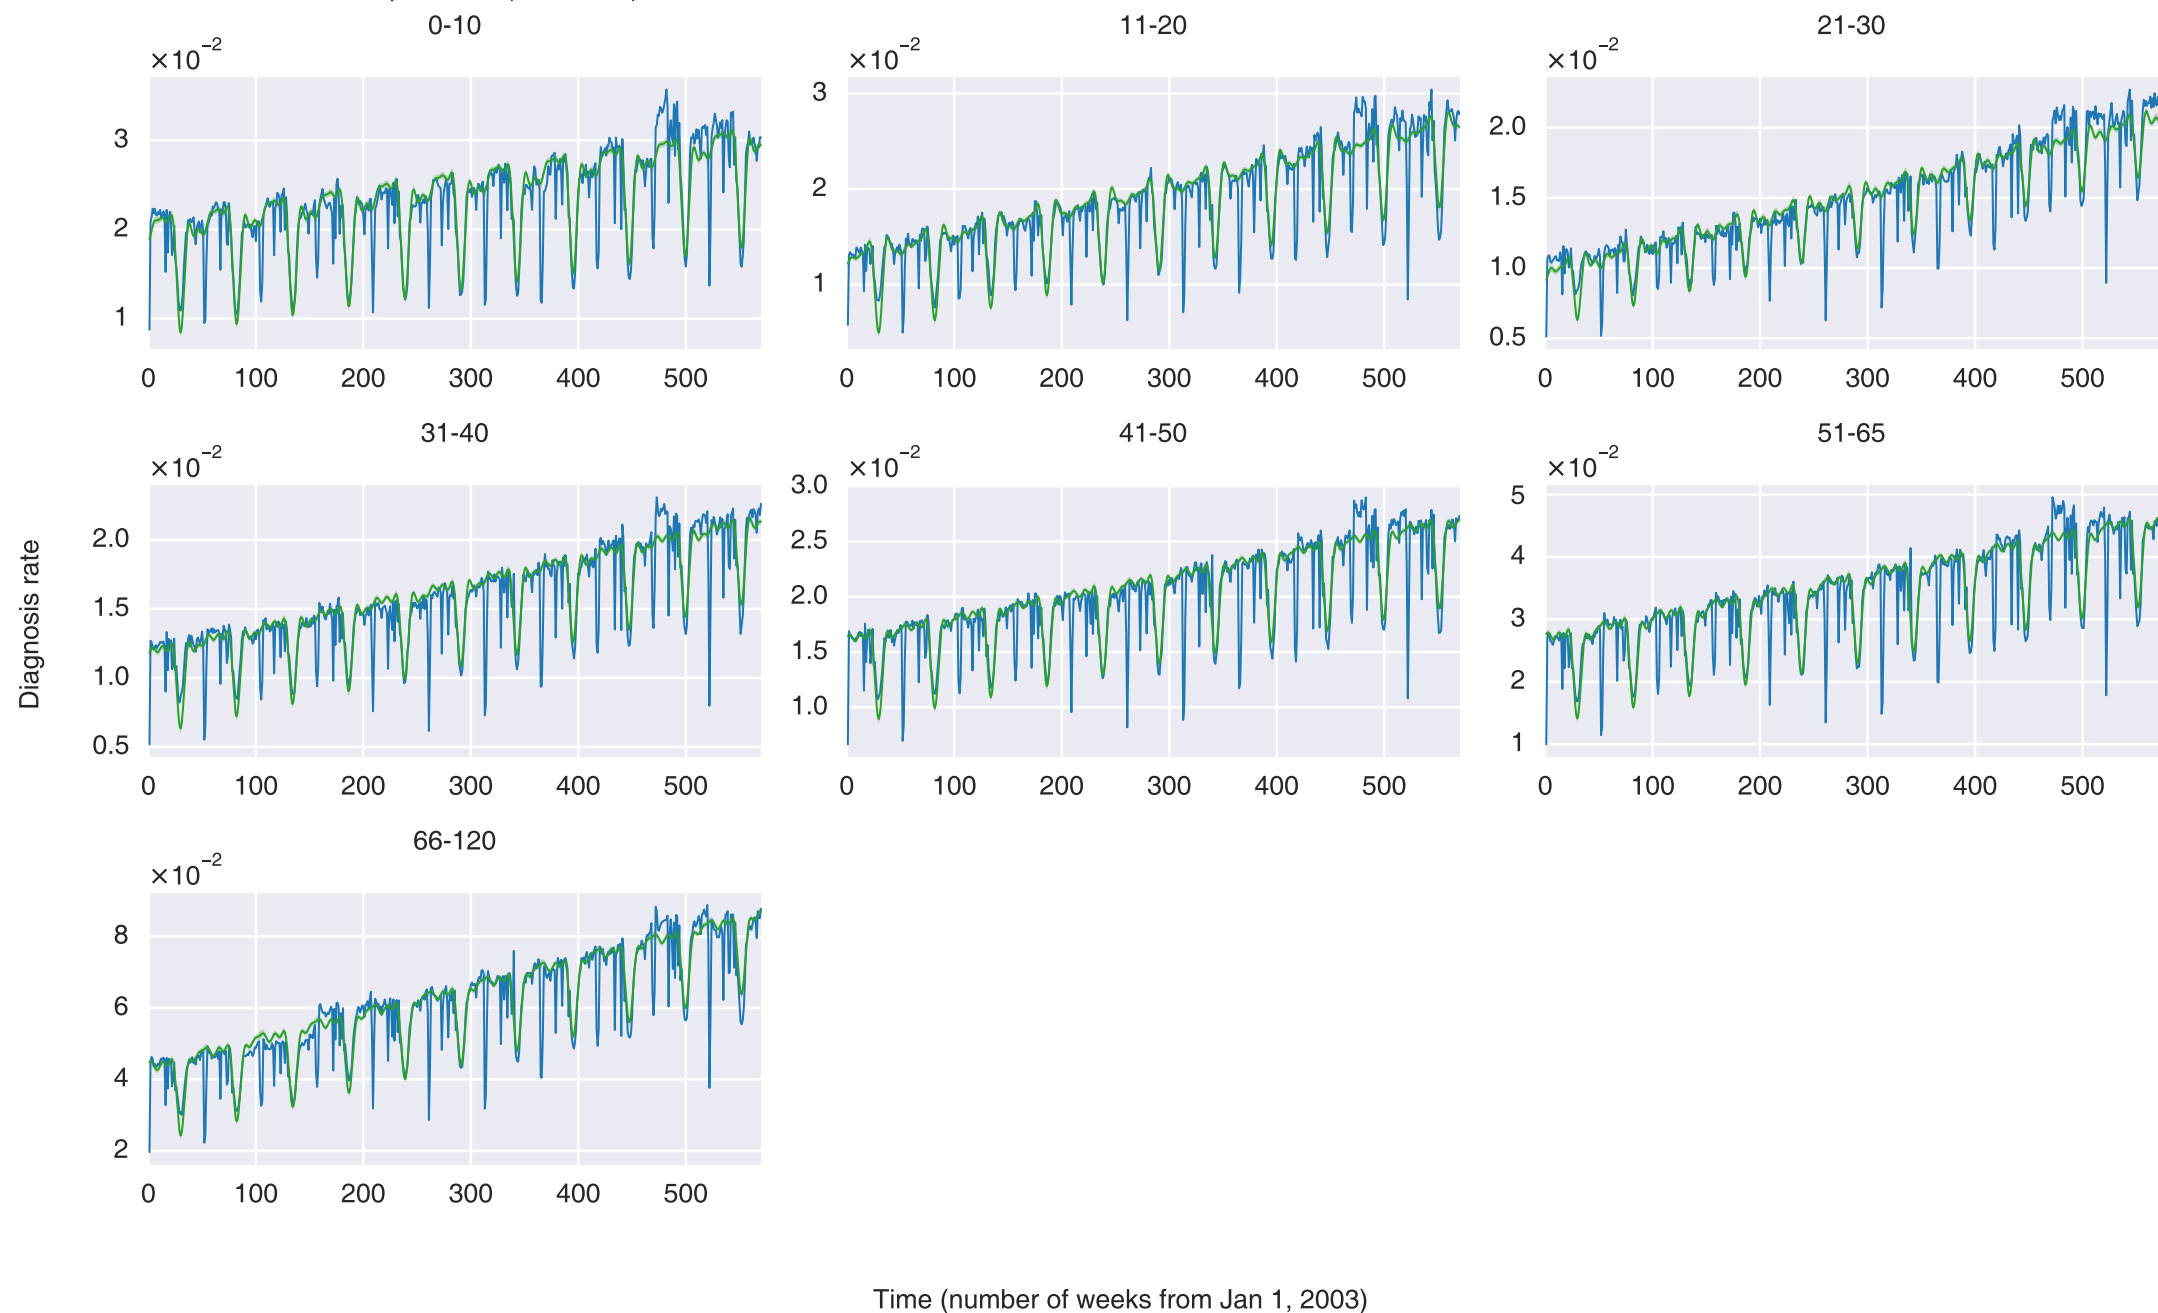 0-10 11-20 21-30
×10⁻² ×10⁻² ×10⁻²
3 2 1
0 100 200 300 400 500
3 2 1
0 100 200 300 400 500
2.0 1.5 1.0 0.5
0 100 200 300 400 500
31-40 41-50 51-65
×10⁻² ×10⁻² ×10⁻²
2.0 1.5 1.0 0.5
0 100 200 300 400 500
3.0 2.5 2.0 1.5 1.0
0 100 200 300 400 500
5 4 3 2 1
0 100 200 300 400 500
Diagnosis rate
66-120
×10⁻²
8 6 4 2
0 100 200 300 400 500
Time (number of weeks from Jan 1, 2003)